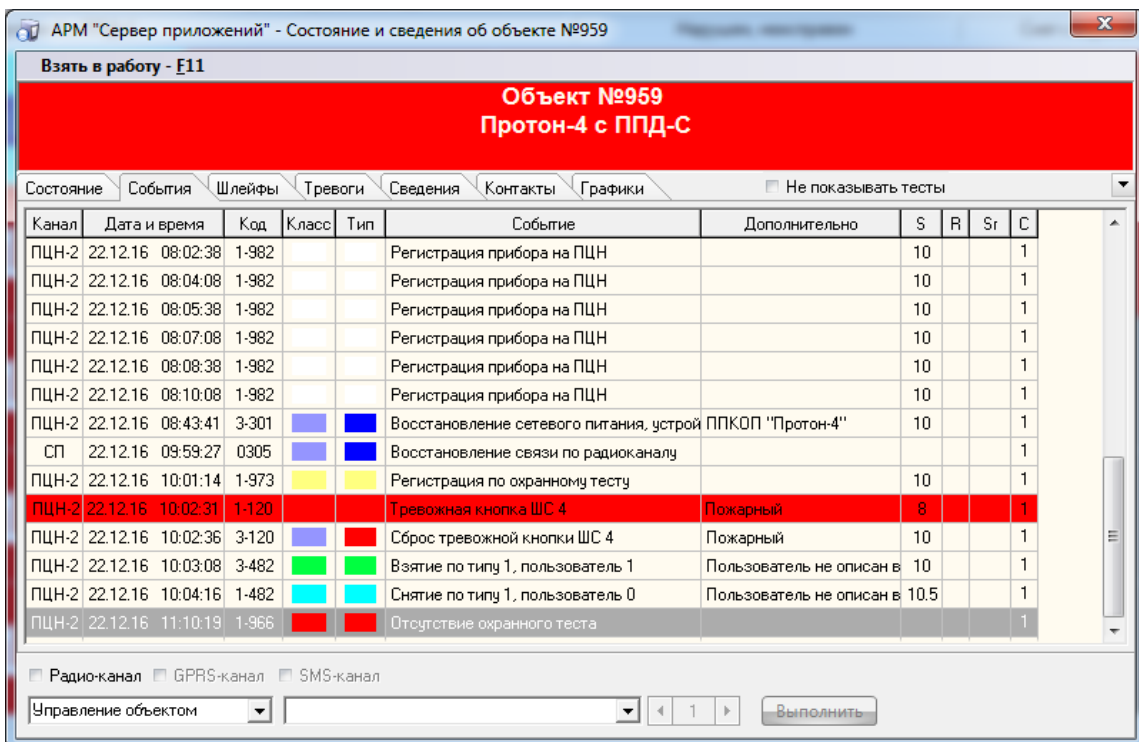 АРМ "Сервер приложений" - Состояние и сведения об объекте №959
X
Взять в работу - F11
Объект №959
Протон-4 с ППД-С
Состояние События Шлейфы Тревоги Сведения Контакты Графики Не показывать тесты
Канал Дата и время Код Класс Тип Событие Дополнительно S R Sr C
ПЦН-2 22.12.16 08:02:38 1-982 Регистрация прибора на ПЦН 10 1
ПЦН-2 22.12.16 08:04:08 1-982 Регистрация прибора на ПЦН 10 1
ПЦН-2 22.12.16 08:05:38 1-982 Регистрация прибора на ПЦН 10 1
ПЦН-2 22.12.16 08:07:08 1-982 Регистрация прибора на ПЦН 10 1
ПЦН-2 22.12.16 08:08:38 1-982 Регистрация прибора на ПЦН 10 1
ПЦН-2 22.12.16 08:10:08 1-982 Регистрация прибора на ПЦН 10 1
ПЦН-2 22.12.16 08:43:41 3-301 Восстановление сетевого питания, устрой ППКОП "Протон-4" 10 1
СП 22.12.16 09:59:27 0305 Восстановление связи по радиоканалу 1
ПЦН-2 22.12.16 10:01:14 1-973 Регистрация по охранному тесту 10 1
ПЦН-2 22.12.16 10:02:31 1-120 Тревожная кнопка ШС 4 Пожарный 8 1
ПЦН-2 22.12.16 10:02:36 3-120 Сброс тревожной кнопки ШС 4 Пожарный 10 1
ПЦН-2 22.12.16 10:03:08 3-482 Взятие по типу 1, пользователь 1 Пользователь не описан в 10 1
ПЦН-2 22.12.16 10:04:16 1-482 Снятие по типу 1, пользователь 0 Пользователь не описан в 10.5 1
ПЦН-2 22.12.16 11:10:19 1-966 Отсутствие охранного теста 1
Радио-канал GPRS-канал SMS-канал
Управление объектом 1 Выполнить